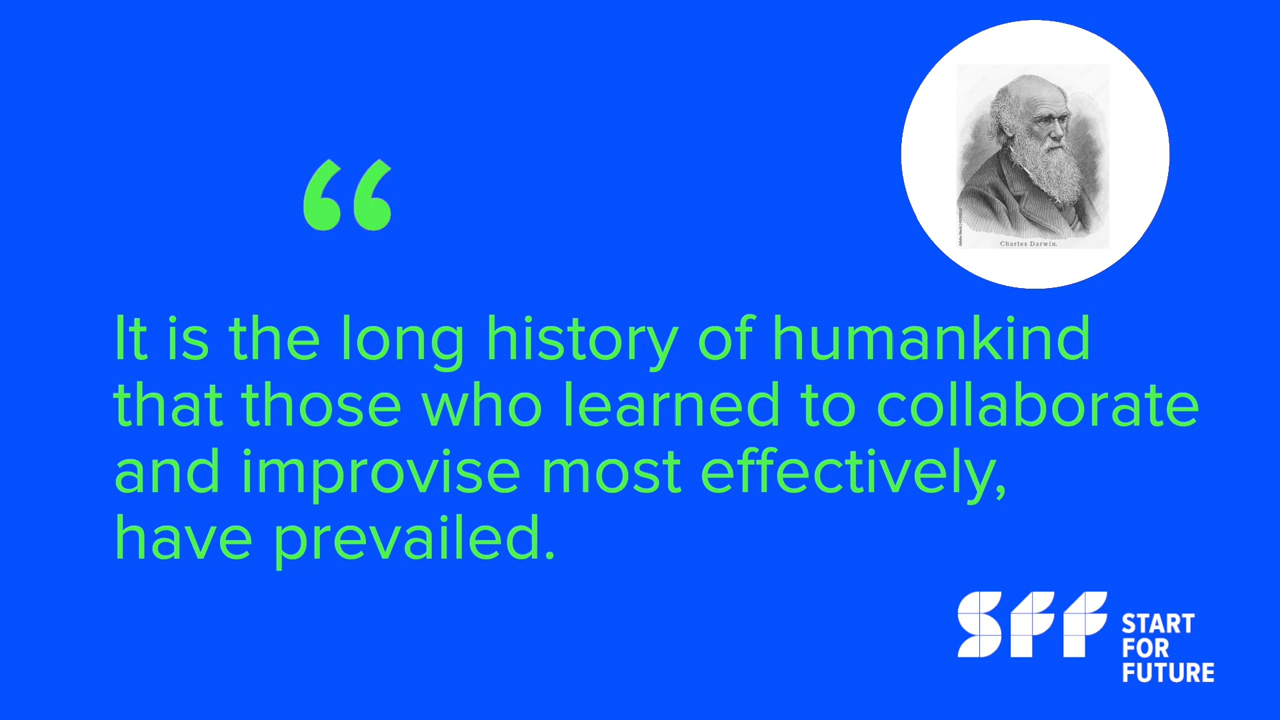 Charles Darwin.
“
It is the long history of humankind
that those who learned to collaborate
and improvise most effectively,
have prevailed.
SFF
START
FOR
FUTURE